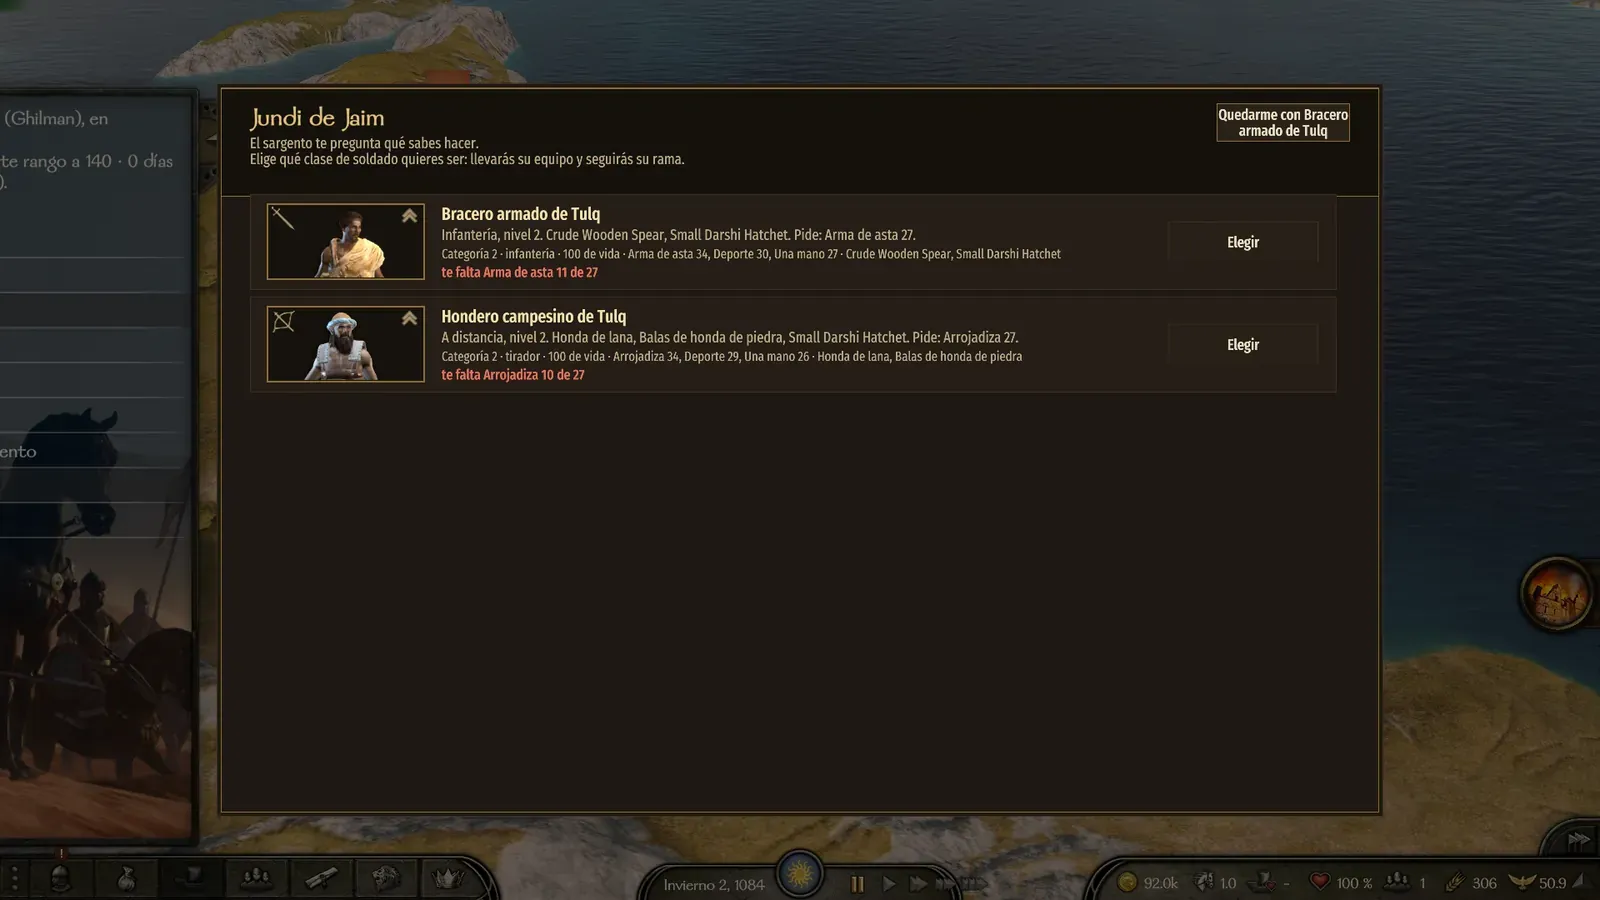 (Ghilman), en
te rango a 140 · 0 días
).
ento
Jundi de Jaim
El sargento te pregunta qué sabes hacer.
Elige qué clase de soldado quieres ser: llevarás su equipo y seguirás su rama.
Quedarme con Bracero
armado de Tulq
Bracero armado de Tulq
Infantería, nivel 2. Crude Wooden Spear, Small Darshi Hatchet. Pide: Arma de asta 27.
Categoría 2 · infantería · 100 de vida · Arma de asta 34, Deporte 30, Una mano 27 · Crude Wooden Spear, Small Darshi Hatchet
te falta Arma de asta 11 de 27
Elegir
Hondero campesino de Tulq
A distancia, nivel 2. Honda de lana, Balas de honda de piedra, Small Darshi Hatchet. Pide: Arrojadiza 27.
Categoría 2 · tirador · 100 de vida · Arrojadiza 34, Deporte 29, Una mano 26 · Honda de lana, Balas de honda de piedra
te falta Arrojadiza 10 de 27
Elegir
Invierno 2, 1084
92.0k
1.0
-
100 %
1
306
50.9